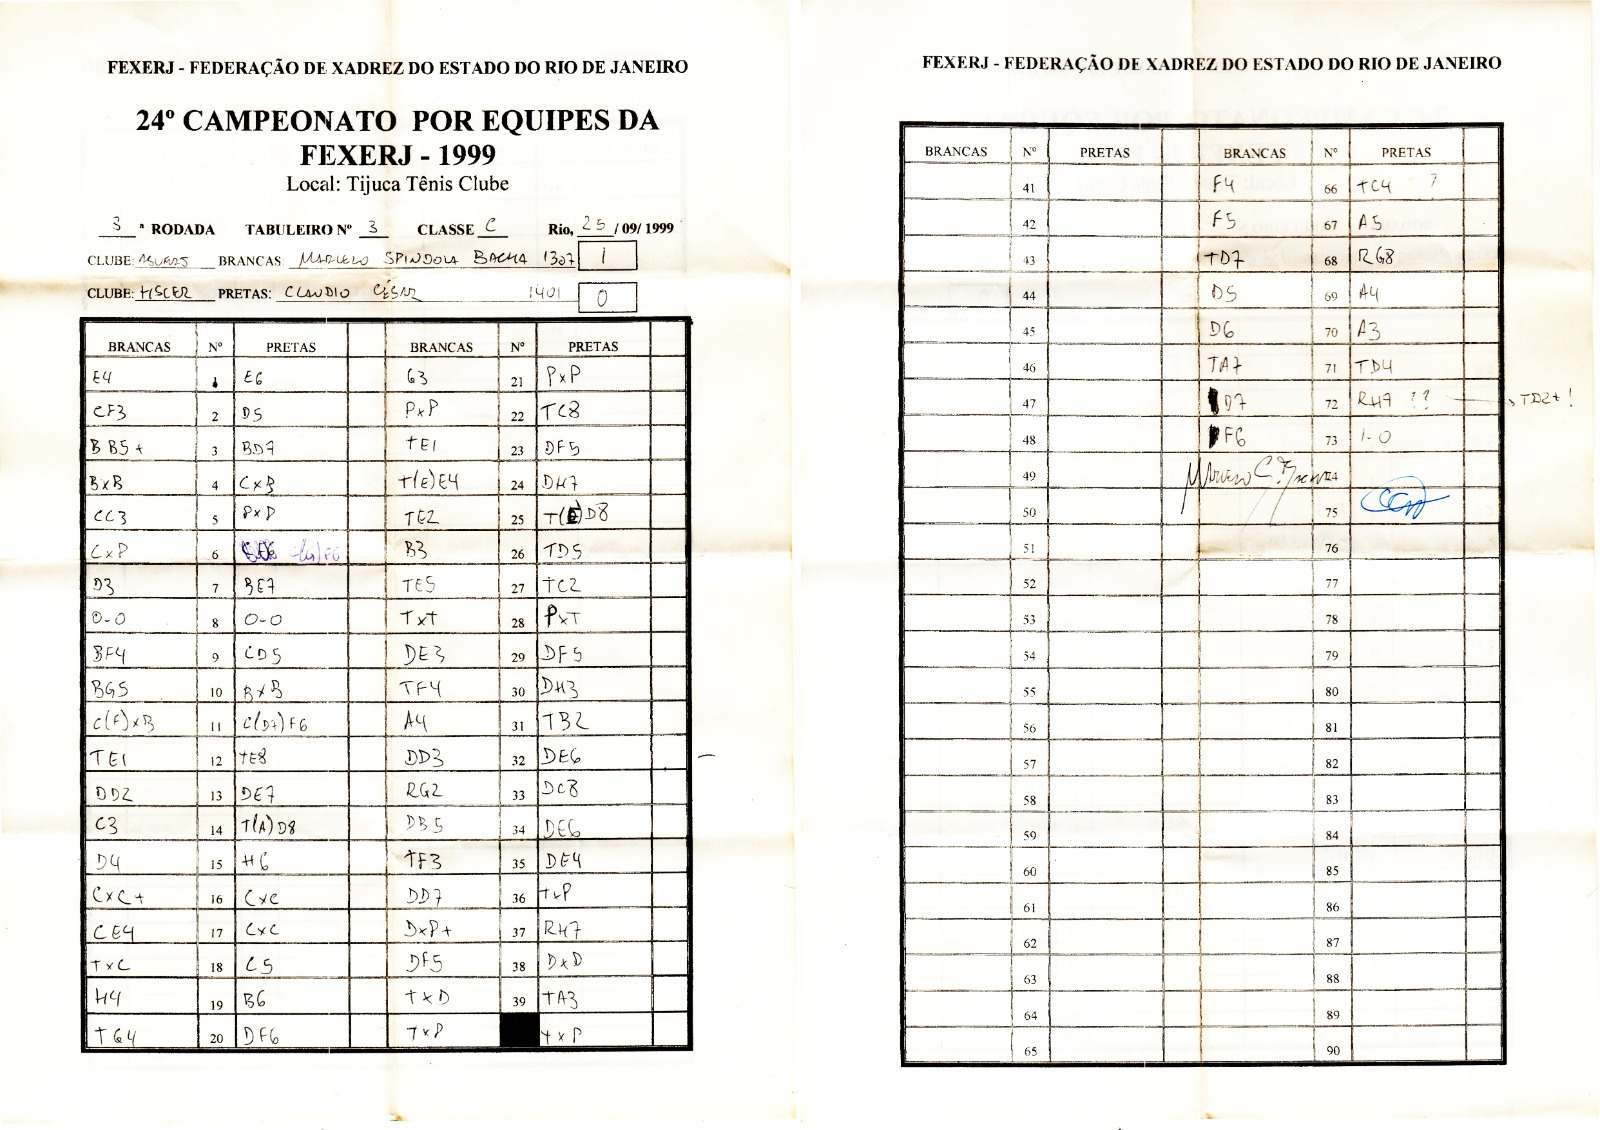 FEXERJ - FEDERAÇÃO DE XADREZ DO ESTADO DO RIO DE JANEIRO
24º CAMPEONATO POR EQUIPES DA
FEXERJ - 1999
Local: Tijuca Tênis Clube
3 ª RODADA TABULEIRO Nº 3 CLASSE C Rio, 25 / 09/ 1999
CLUBE: BRANCAS: SPINDOLA 1307 1
CLUBE: PRETAS: CLAUDIO CÉSAR 1401 0
BRANCAS Nº PRETAS BRANCAS Nº PRETAS
E4 1 E6 G3 21 PxP
CF3 2 D5 PxP 22 TC8
BB5+ 3 BD7 TE1 23 DF5
BxB 4 CxB T(E)E4 24 DH7
CC3 5 PxP TE2 25 T(E)D8
CxP 6 B3 26 TD5
D3 7 BE7 TE5 27 TC2
O-O 8 O-O TxT 28 PxT
BF4 9 CD5 DE3 29 DF5
BG5 10 BxB TF4 30 DH3
C(F)xB 11 C(D7)F6 A4 31 TB2
TE1 12 TE8 DD3 32 DE6
DD2 13 DE7 RG2 33 DC8
C3 14 T(A)D8 DB5 34 DE6
D4 15 H6 TF3 35 DE4
CxC+ 16 CxC DD7 36 TxP
CE4 17 CxC DxP+ 37 RH7
TxC 18 C5 DF5 38 DxD
H4 19 B6 TxD 39 TA3
TG4 20 DF6 TxP TxP
FEXERJ - FEDERAÇÃO DE XADREZ DO ESTADO DO RIO DE JANEIRO
BRANCAS Nº PRETAS BRANCAS Nº PRETAS
41 F4 66 TC4 ?
42 F5 67 A5
43 TD7 68 RG8
44 D5 69 A4
45 D6 70 A3
46 TA7 71 TD4
47 D7 72 RH7 ?? TD2+!
48 F6 73 1-0
49 74
50 75
51 76
52 77
53 78
54 79
55 80
56 81
57 82
58 83
59 84
60 85
61 86
62 87
63 88
64 89
65 90